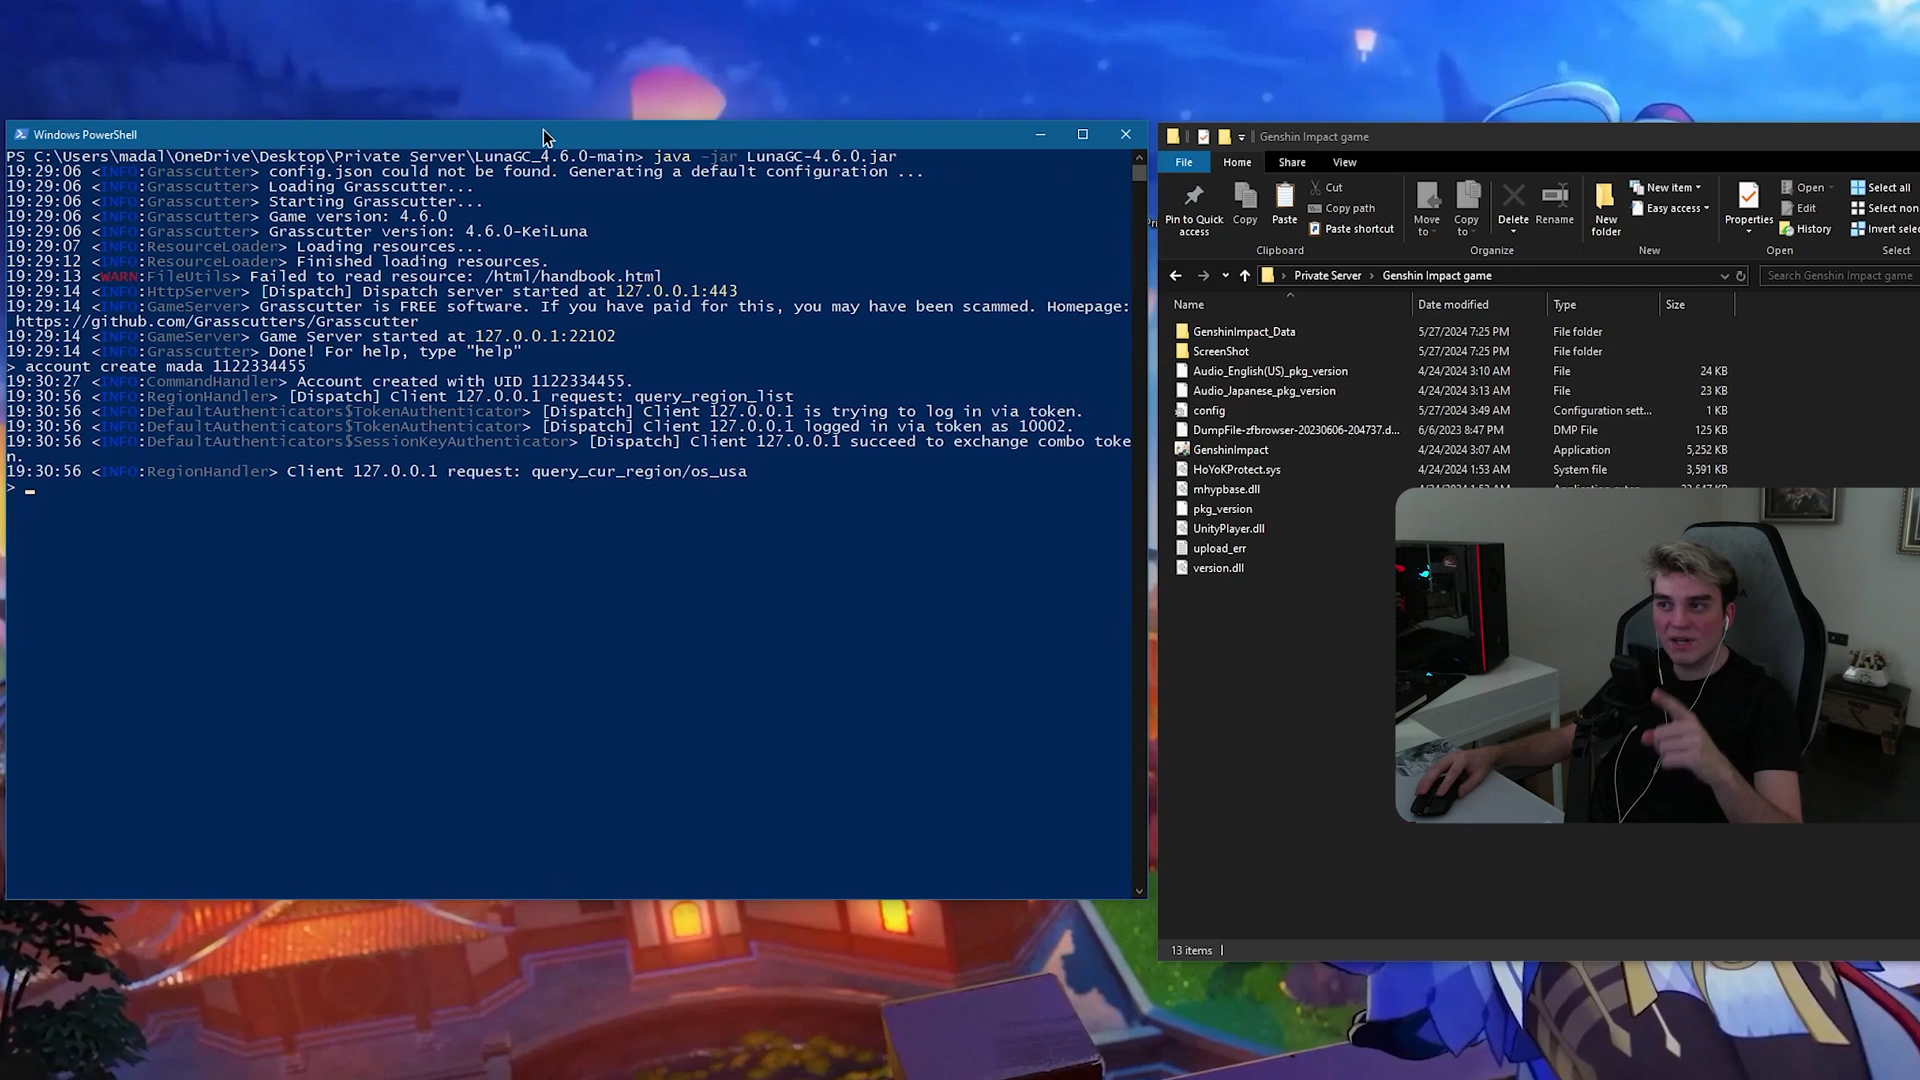 Windows PowerShell
PS C:\Users\madal\OneDrive\Desktop\Private Server\LunaGC_4.6.0-main> java -jar LunaGC-4.6.0.jar
19:29:06 <INFO:Grasscutter> config.json could not be found. Generating a default configuration ...
19:29:06 <INFO:Grasscutter> Loading Grasscutter...
19:29:06 <INFO:Grasscutter> Starting Grasscutter...
19:29:06 <INFO:Grasscutter> Game version: 4.6.0
19:29:06 <INFO:Grasscutter> Grasscutter version: 4.6.0-KeiLuna
19:29:07 <INFO:ResourceLoader> Loading resources...
19:29:12 <INFO:ResourceLoader> Finished loading resources.
19:29:13 <WARN:FileUtils> Failed to read resource: /html/handbook.html
19:29:14 <INFO:HttpServer> [Dispatch] Dispatch server started at 127.0.0.1:443
19:29:14 <INFO:GameServer> Grasscutter is FREE software. If you have paid for this, you may have been scammed. Homepage:
https://github.com/Grasscutters/Grasscutter
19:29:14 <INFO:GameServer> Game Server started at 127.0.0.1:22102
19:29:14 <INFO:Grasscutter> Done! For help, type "help"
> account create mada 1122334455
19:30:27 <INFO:CommandHandler> Account created with UID 1122334455.
19:30:56 <INFO:RegionHandler> [Dispatch] Client 127.0.0.1 request: query_region_list
19:30:56 <INFO:DefaultAuthenticators$TokenAuthenticator> [Dispatch] Client 127.0.0.1 is trying to log in via token.
19:30:56 <INFO:DefaultAuthenticators$TokenAuthenticator> [Dispatch] Client 127.0.0.1 logged in via token as 10002.
19:30:56 <INFO:DefaultAuthenticators$SessionKeyAuthenticator> [Dispatch] Client 127.0.0.1 succeed to exchange combo toke
n.
19:30:56 <INFO:RegionHandler> Client 127.0.0.1 request: query_cur_region/os_usa
>
Genshin Impact game
File Home Share View
Pin to Quick access
Copy
Paste
Cut
Copy path
Paste shortcut
Clipboard
Move to
Copy to
Delete
Rename
Organize
New folder
New item
Easy access
New
Properties
Open
Edit
History
Open
Select all
Select non
Invert selec
Select
Private Server > Genshin Impact game
Search Genshin Impact game
Name Date modified Type Size
GenshinImpact_Data 5/27/2024 7:25 PM File folder
ScreenShot 5/27/2024 7:25 PM File folder
Audio_English(US)_pkg_version 4/24/2024 3:10 AM File 24 KB
Audio_Japanese_pkg_version 4/24/2024 3:13 AM File 23 KB
config 5/27/2024 3:49 AM Configuration sett... 1 KB
DumpFile-zfbrowser-20230606-204737.d... 6/6/2023 8:47 PM DMP File 125 KB
GenshinImpact 4/24/2024 3:07 AM Application 5,252 KB
HoYoKProtect.sys 4/24/2024 1:53 AM System file 3,591 KB
mhypbase.dll
pkg_version
UnityPlayer.dll
upload_err
version.dll
13 items